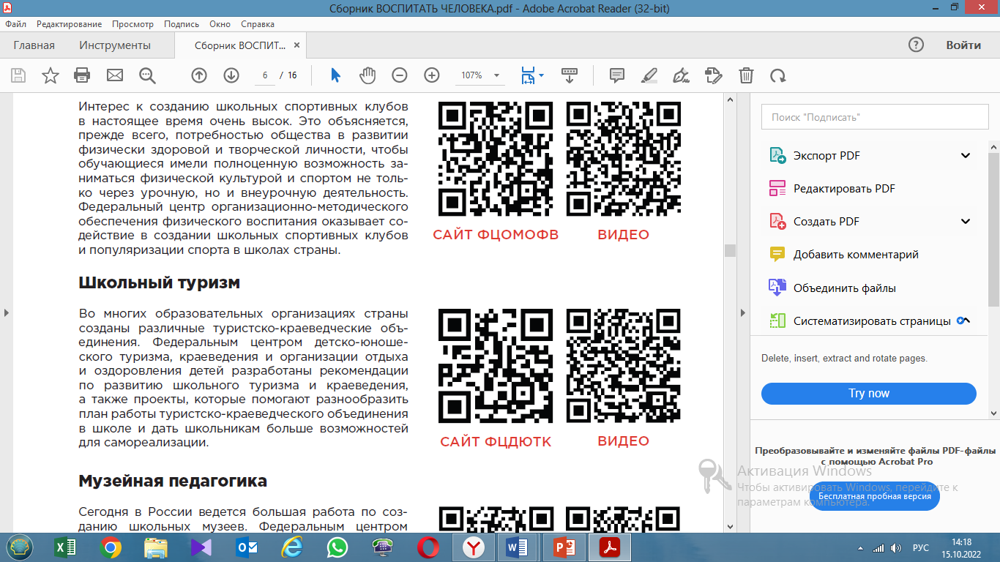 Сборник ВОСПИТАТЬ ЧЕЛОВЕКА.pdf - Adobe Acrobat Reader (32-bit)
Файл Редактирование Просмотр Подпись Окно Справка
Главная Инструменты Сборник ВОСПИТ... × Войти
6 / 16 107%
Интерес к созданию школьных спортивных клубов
в настоящее время очень высок. Это объясняется,
прежде всего, потребностью общества в развитии
физически здоровой и творческой личности, чтобы
обучающиеся имели полноценную возможность за-
ниматься физической культурой и спортом не толь-
ко через урочную, но и внеурочную деятельность.
Федеральный центр организационно-методического
обеспечения физического воспитания оказывает со-
действие в создании школьных спортивных клубов
и популяризации спорта в школах страны.
САЙТ ФЦОМОФВ ВИДЕО
Школьный туризм
Во многих образовательных организациях страны
созданы различные туристско-краеведческие объ-
единения. Федеральным центром детско-юноше-
ского туризма, краеведения и организации отдыха
и оздоровления детей разработаны рекомендации
по развитию школьного туризма и краеведения,
а также проекты, которые помогают разнообразить
план работы туристско-краеведческого объединения
в школе и дать школьникам больше возможностей
для самореализации.
САЙТ ФЦДЮТК ВИДЕО
Музейная педагогика
Сегодня в России ведется большая работа по соз-
данию школьных музеев. Федеральным центром
Поиск "Подписать"
Экспорт PDF
Редактировать PDF
Создать PDF
Добавить комментарий
Объединить файлы
Систематизировать страницы
Delete, insert, extract and rotate pages.
Try now
Преобразовывайте и изменяйте файлы PDF-файлы
с помощью Acrobat Pro
Бесплатная пробная версия
Активация Windows
Чтобы активировать Windows, перейдите к
параметрам компьютера.
РУС 14:18
15.10.2022